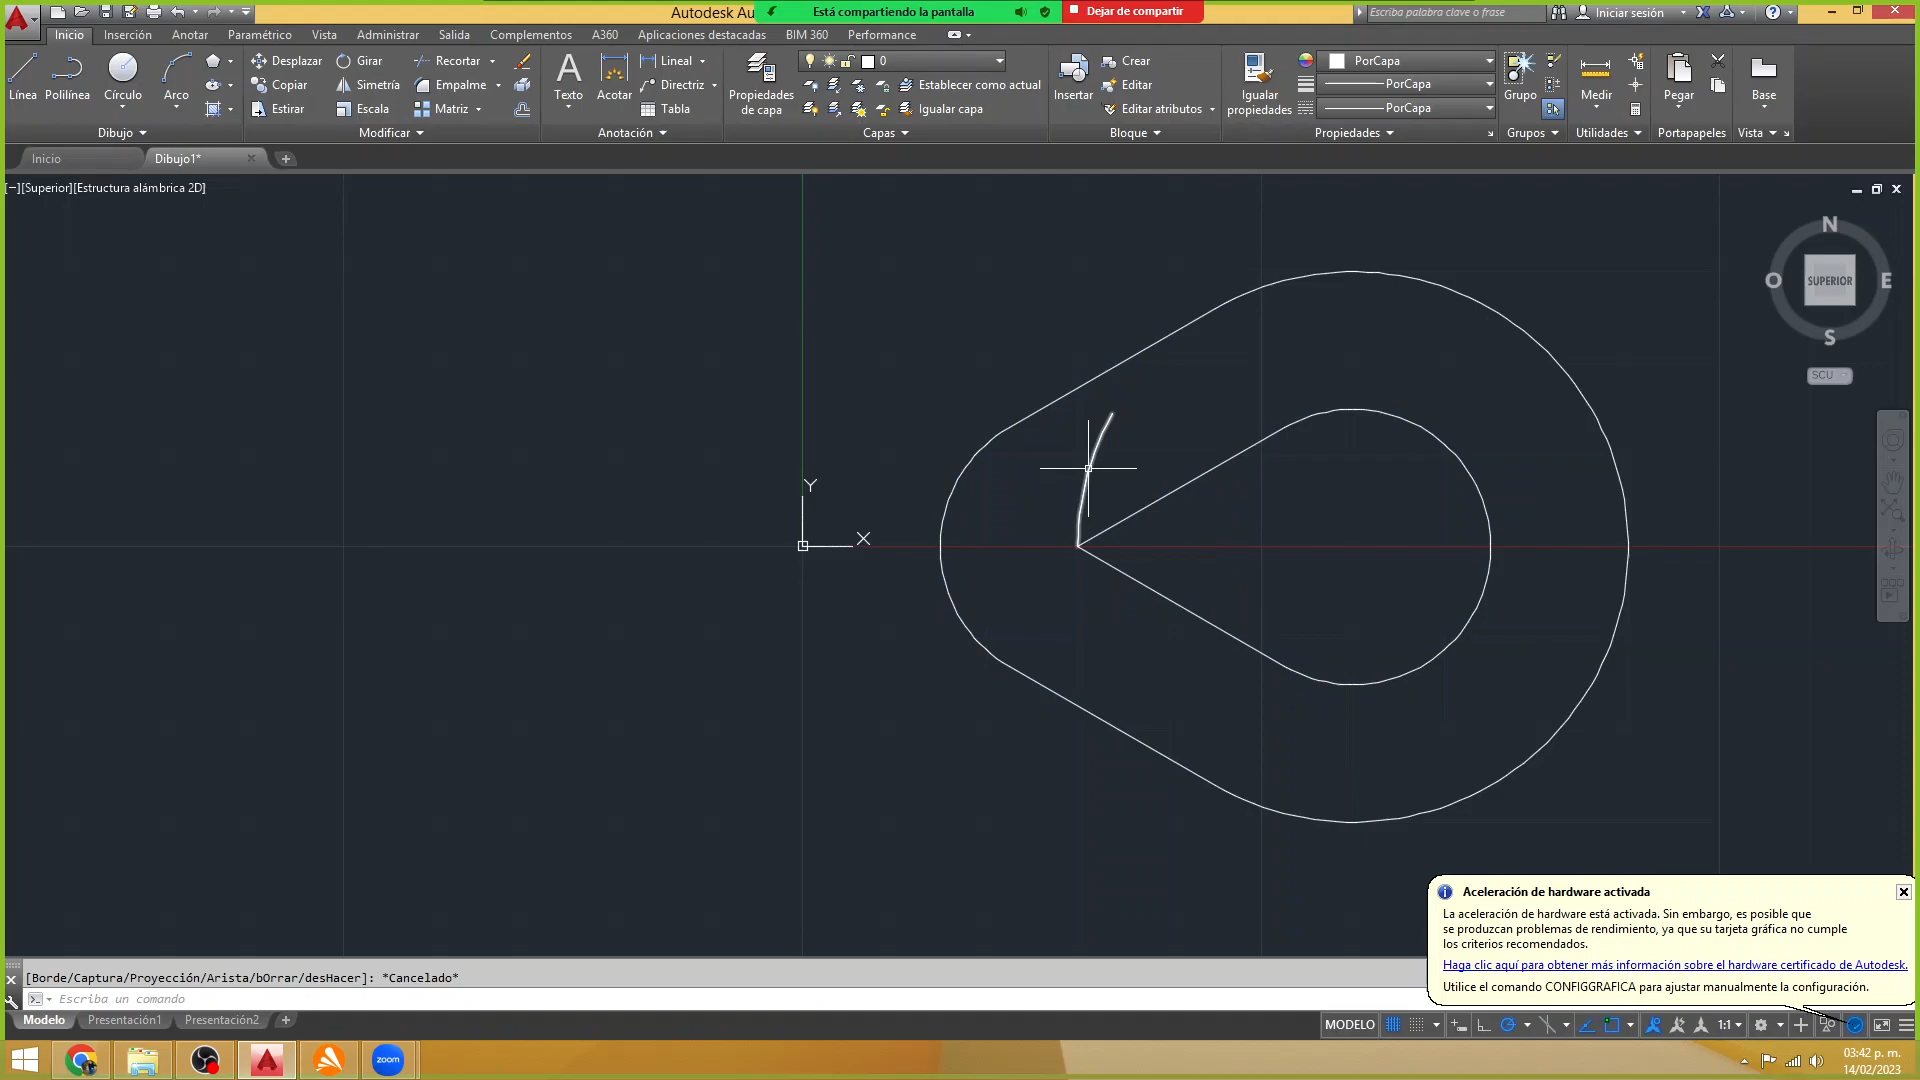 Autodesk Au
Está compartiendo la pantalla
Dejar de compartir
Escriba palabra clave o frase
Iniciar sesión
Inicio Inserción Anotar Paramétrico Vista Administrar Salida Complementos A360 Aplicaciones destacadas BIM 360 Performance
Línea Polilínea Círculo Arco
Desplazar Girar Recortar
Copiar Simetría Empalme
Estirar Escala Matriz
Texto Acotar
Lineal
Directriz
Tabla
Propiedades
de capa
0
Establecer como actual
Igualar capa
Insertar
Crear
Editar
Editar atributos
Igualar
propiedades
PorCapa
PorCapa
PorCapa
Grupo
Medir
Pegar
Base
Dibujo Modificar Anotación Capas Bloque Propiedades Grupos Utilidades Portapapeles Vista
Inicio Dibujo1*
[−][Superior][Estructura alámbrica 2D]
N
O SUPERIOR E
S
SCU
Y
X
Aceleración de hardware activada
La aceleración de hardware está activada. Sin embargo, es posible que
se produzcan problemas de rendimiento, ya que su tarjeta gráfica no cumple
los criterios recomendados.
Haga clic aquí para obtener más información sobre el hardware certificado de Autodesk.
Utilice el comando CONFIGGRAFICA para ajustar manualmente la configuración.
[Borde/Captura/Proyección/Arista/bOrrar/desHacer]: *Cancelado*
Escriba un comando
Modelo Presentación1 Presentación2
MODELO 1:1
zoom
03:42 p. m.
14/02/2023